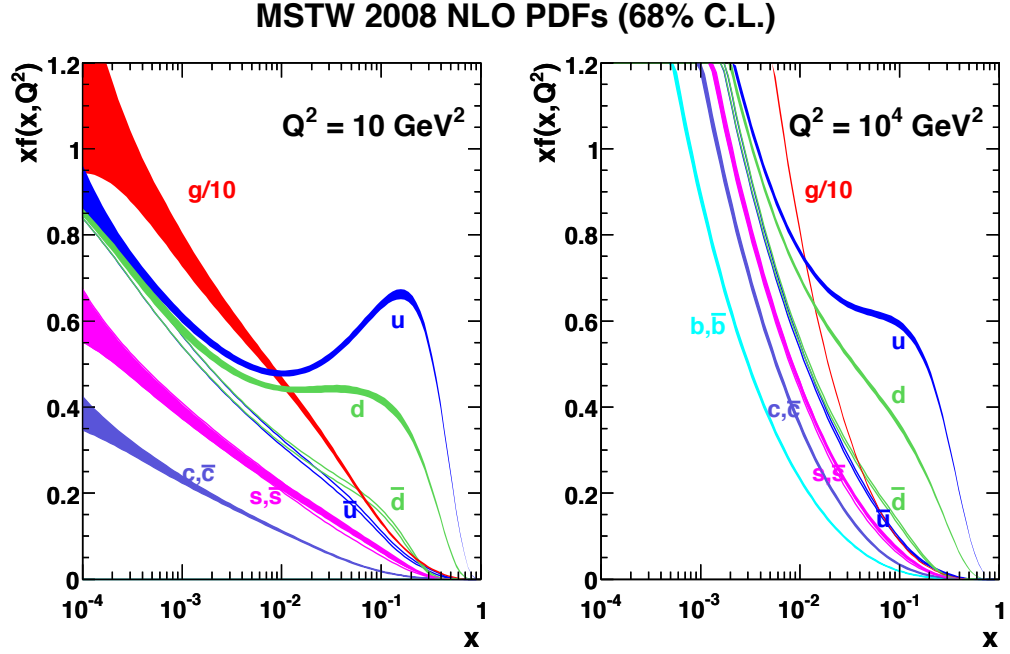 MSTW 2008 NLO PDFs (68% C.L.)
xf(x,Q²)
1.2
1
0.8
0.6
0.4
0.2
0
Q² = 10 GeV²
g/10
u
d
c,c̅
s,s̅
u̅
d̅
10⁻⁴
10⁻³
10⁻²
10⁻¹
1
x
xf(x,Q²)
1.2
1
0.8
0.6
0.4
0.2
0
Q² = 10⁴ GeV²
g/10
b,b̅
u
d
c,c̅
s,s̅
d̅
u̅
10⁻⁴
10⁻³
10⁻²
10⁻¹
1
x